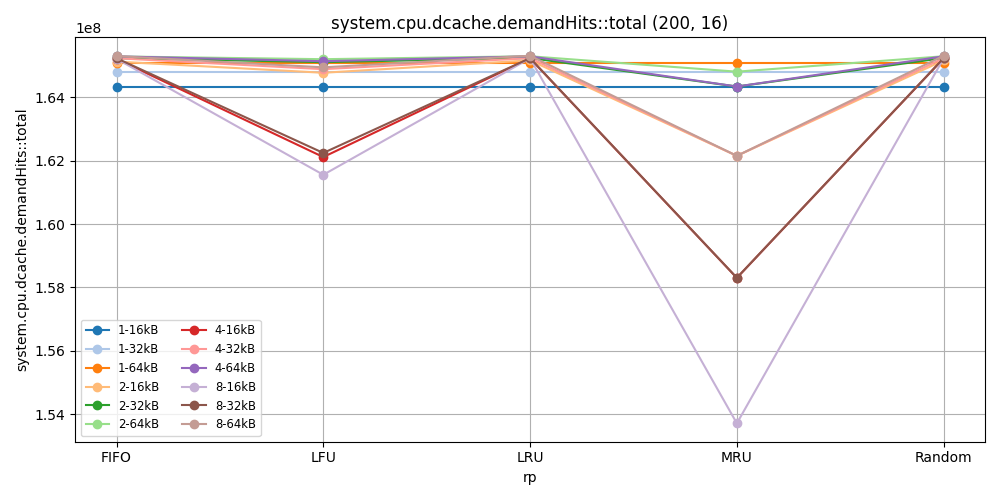 system.cpu.dcache.demandHits::total (200, 16)
1e8
system.cpu.dcache.demandHits::total
1.64
1.62
1.60
1.58
1.56
1.54
1-16kB
1-32kB
1-64kB
2-16kB
2-32kB
2-64kB
4-16kB
4-32kB
4-64kB
8-16kB
8-32kB
8-64kB
FIFO
LFU
LRU
MRU
Random
rp